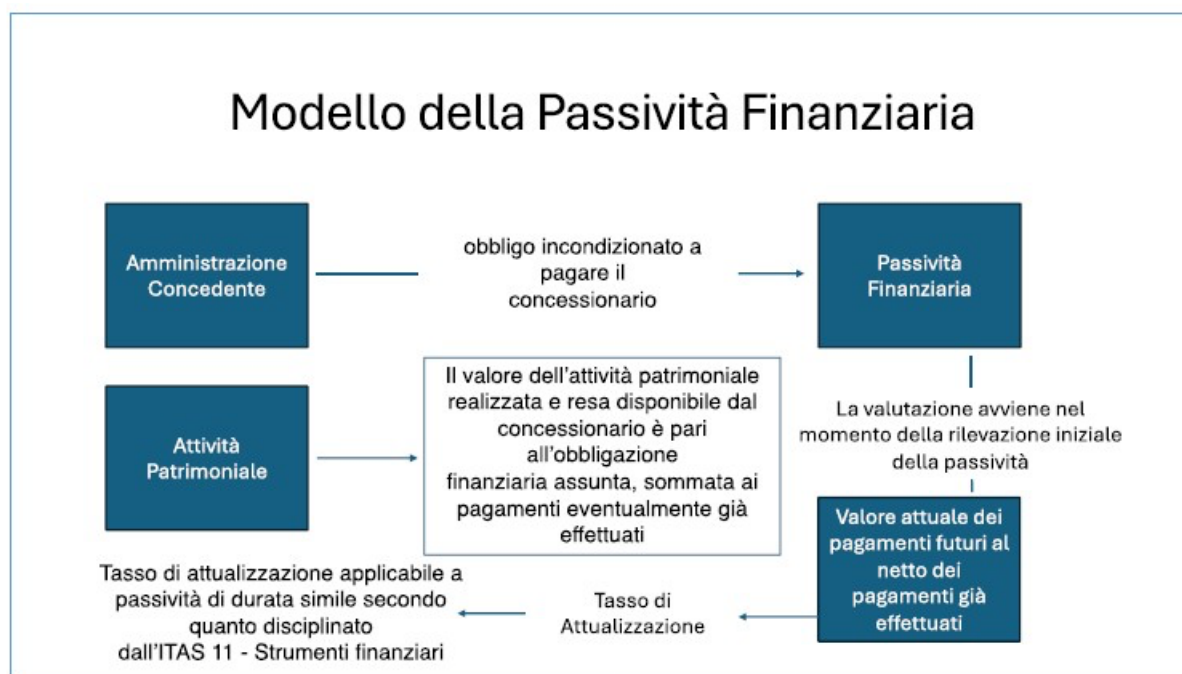 Modello della Passività Finanziaria
Amministrazione
Concedente
obbligo incondizionato a
pagare il
concessionario
Passività
Finanziaria
Attività
Patrimoniale
Il valore dell'attività patrimoniale
realizzata e resa disponibile dal
concessionario è pari
all'obbligazione
finanziaria assunta, sommata ai
pagamenti eventualmente già
effettuati
La valutazione avviene nel
momento della rilevazione iniziale
della passività
Valore attuale dei
pagamenti futuri al
netto dei
pagamenti già
effettuati
Tasso di
Attualizzazione
Tasso di attualizzazione applicabile a
passività di durata simile secondo
quanto disciplinato
dall'ITAS 11 - Strumenti finanziari